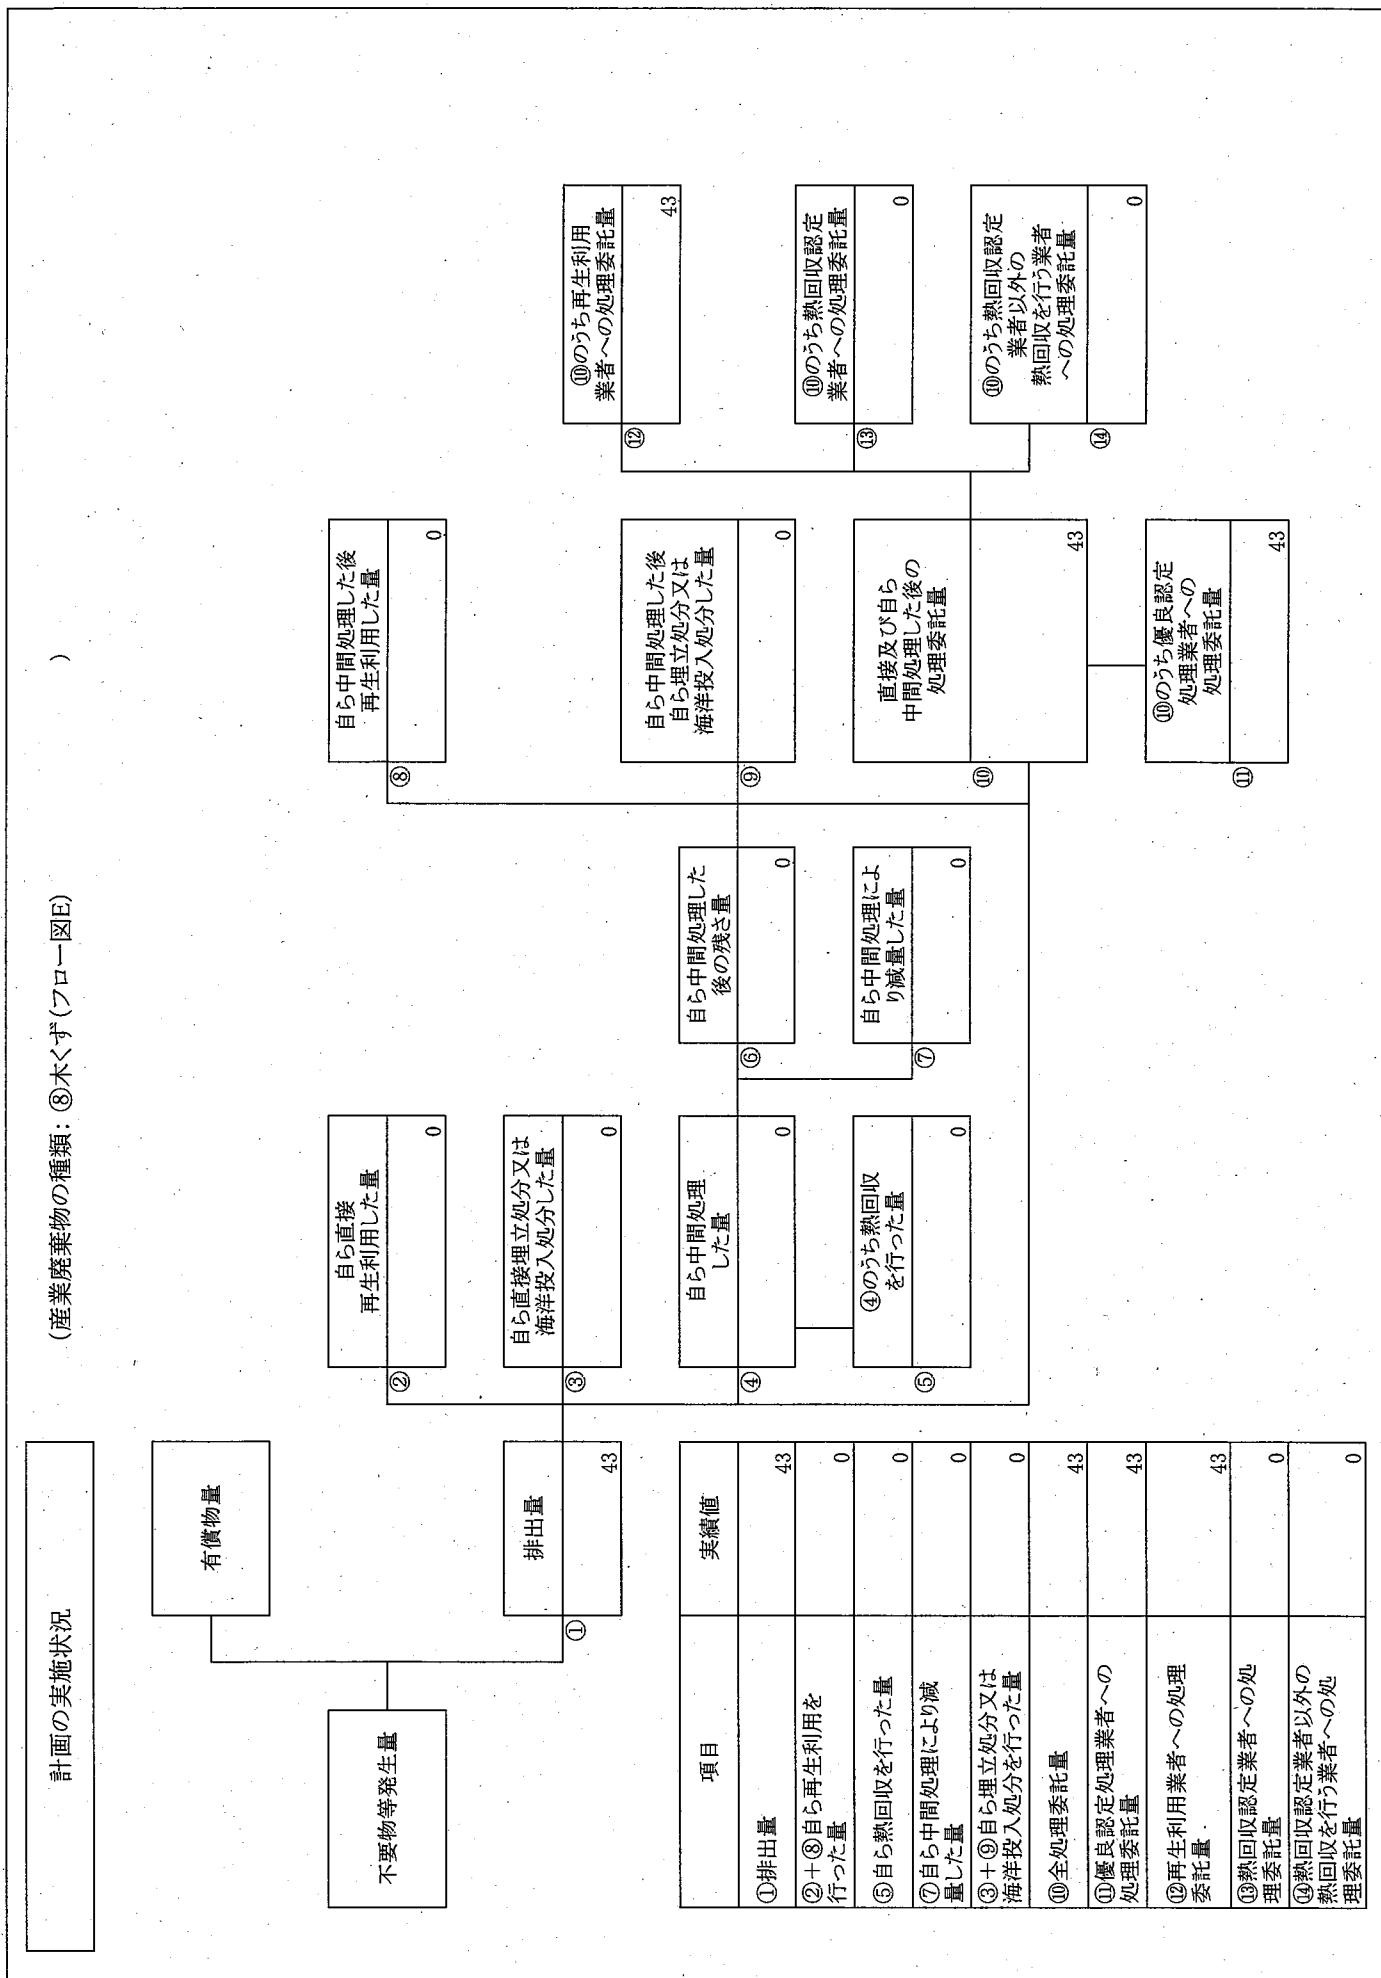 計画の実施状況
(産業廃棄物の種類：⑧木くず(フロー図E)
)
不要物等発生量
有償物量
①
排出量
43
②
自ら直接
再生利用した量
0
③
自ら直接埋立処分又は
海洋投入処分した量
0
④
自ら中間処理
した量
0
⑤
④のうち熱回収
を行った量
0
⑥
自ら中間処理した
後の残さ量
0
⑦
自ら中間処理によ
り減量した量
0
⑧
自ら中間処理した後
再生利用した量
0
⑨
自ら中間処理した後
自ら埋立処分又は
海洋投入処分した量
0
⑩
直接及び自ら
中間処理した後の
処理委託量
43
⑪
⑩のうち優良認定
処理業者への
処理委託量
43
⑫
⑩のうち再生利用
業者への処理委託量
43
⑬
⑩のうち熱回収認定
業者への処理委託量
0
⑭
⑩のうち熱回収認定
業者以外の
熱回収を行う業者
への処理委託量
0
項目 実績値
①排出量 43
②＋⑧自ら再生利用を
行った量 0
⑤自ら熱回収を行った量 0
⑦自ら中間処理により減
量した量 0
③＋⑨自ら埋立処分又は
海洋投入処分を行った量 0
⑩全処理委託量 43
⑪優良認定処理業者への
処理委託量 43
⑫再生利用業者への処理
委託量 43
⑬熱回収認定業者への処
理委託量 0
⑭熱回収認定業者以外の
熱回収を行う業者への処
理委託量 0